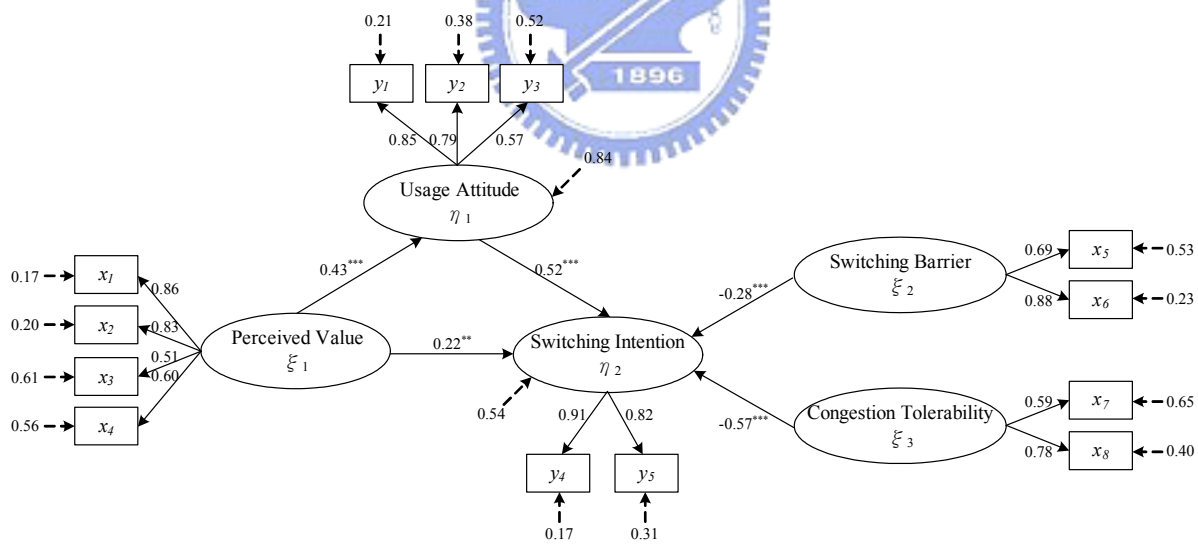 0.21 0.38 0.52
1896
y1 y2 y3
0.85 0.79 0.57
0.84
Usage Attitude
η 1
0.43***
0.52***
0.17 x1
0.86
0.20 x2
0.83
0.61 x3
0.51
0.56 x4
0.60
Perceived Value
ξ 1
0.22**
Switching Intention
η 2
0.54
0.91 0.82
y4 y5
0.17 0.31
Switching Barrier
ξ 2
-0.28***
0.69 x5 0.53
0.88 x6 0.23
Congestion Tolerability
ξ 3
-0.57***
0.59 x7 0.65
0.78 x8 0.40